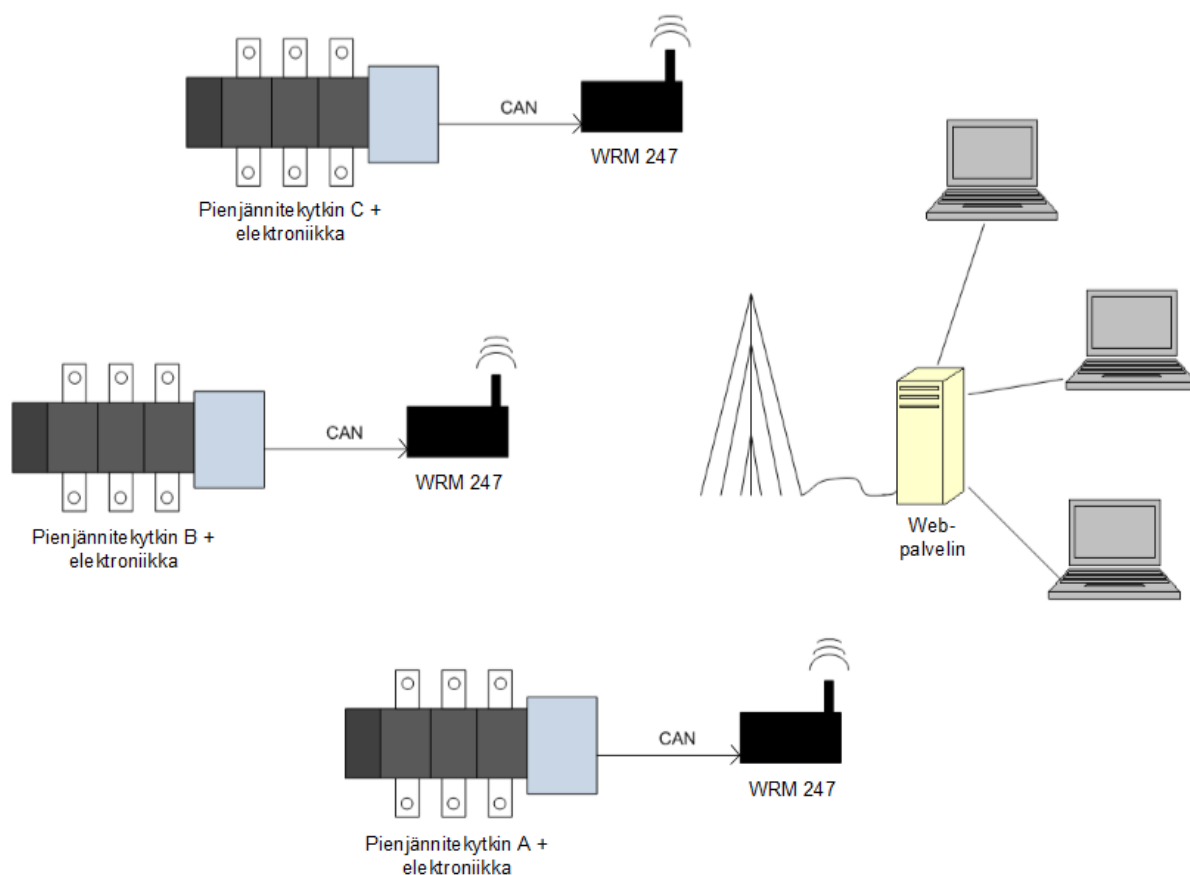 CAN
WRM 247
Pienjännitekytkin C +
elektroniikka
CAN
WRM 247
Pienjännitekytkin B +
elektroniikka
Web-
palvelin
CAN
WRM 247
Pienjännitekytkin A +
elektroniikka